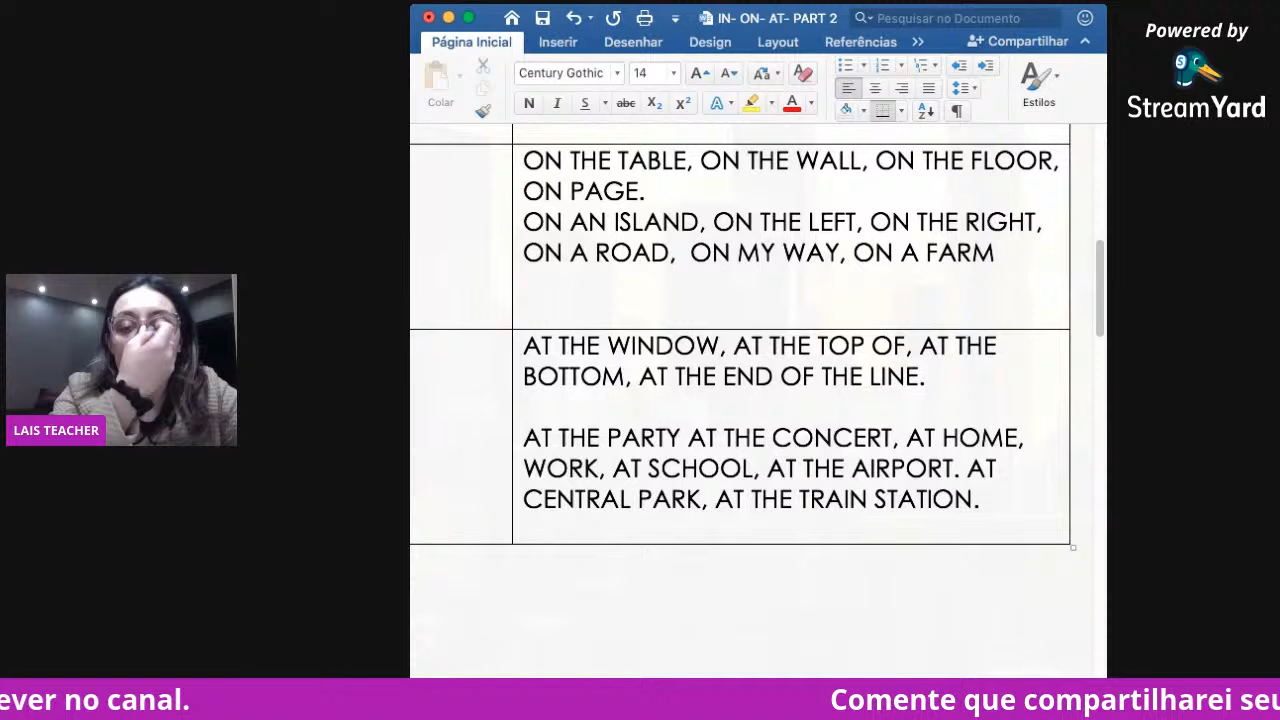 IN- ON- AT- PART 2
Pesquisar no Documento
Página Inicial
Inserir
Desenhar
Design
Layout
Referências
Compartilhar
Colar
Century Gothic
14
Estilos
Powered by
StreamYard
ON THE TABLE, ON THE WALL, ON THE FLOOR,
ON PAGE.
ON AN ISLAND, ON THE LEFT, ON THE RIGHT,
ON A ROAD, ON MY WAY, ON A FARM
AT THE WINDOW, AT THE TOP OF, AT THE
BOTTOM, AT THE END OF THE LINE.
AT THE PARTY AT THE CONCERT, AT HOME,
WORK, AT SCHOOL, AT THE AIRPORT. AT
CENTRAL PARK, AT THE TRAIN STATION.
LAIS TEACHER
ever no canal.
Comente que compartilharei seu